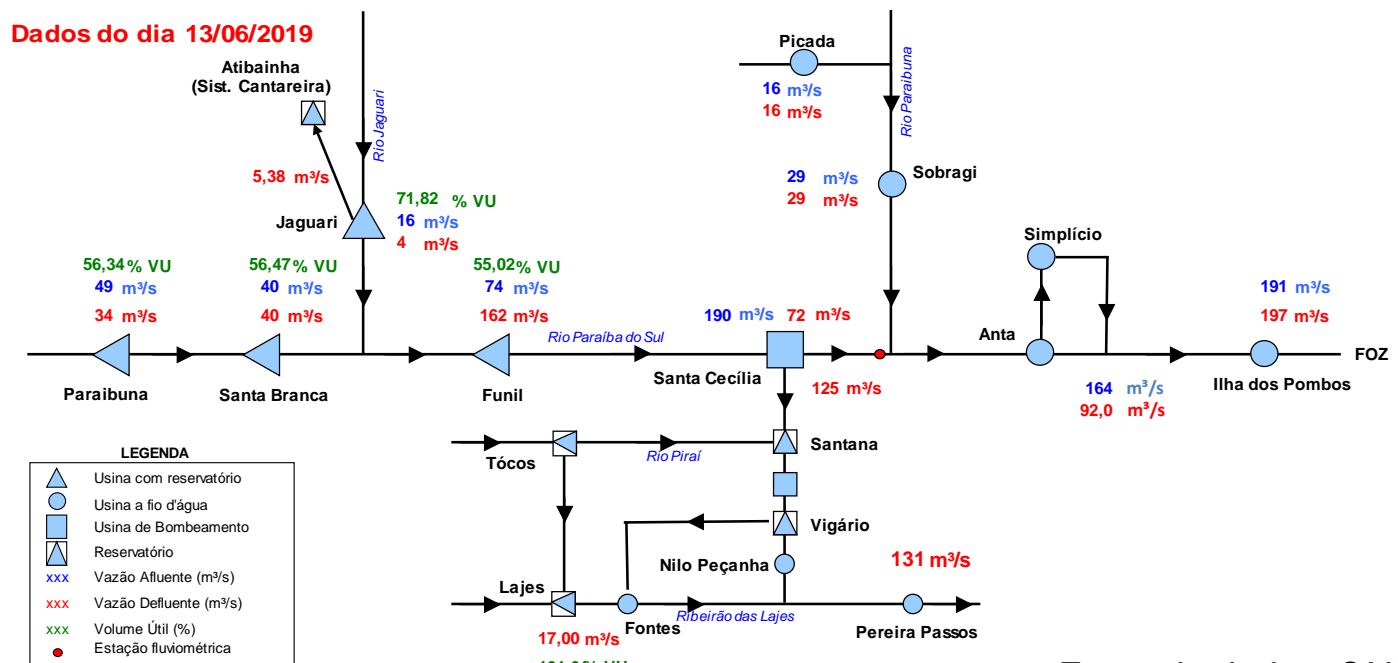 Dados do dia 13/06/2019
Atibainha
(Sist. Cantareira)
Rio Jaguari
5,38 m³/s
Jaguari
71,82 % VU
16 m³/s
4 m³/s
Picada
16 m³/s
16 m³/s
Rio Paraibuna
29 m³/s
29 m³/s
Sobragi
Simplício
56,34% VU
49 m³/s
34 m³/s
Paraibuna
56,47% VU
40 m³/s
40 m³/s
Santa Branca
55,02% VU
74 m³/s
162 m³/s
Funil
Rio Paraíba do Sul
190 m³/s 72 m³/s
Santa Cecília
125 m³/s
Anta
164 m³/s
92,0 m³/s
191 m³/s
197 m³/s
Ilha dos Pombos
FOZ
Tócos
Rio Piraí
Santana
Vigário
Nilo Peçanha
131 m³/s
Lajes
17,00 m³/s
Fontes
Ribeirão das Lajes
Pereira Passos
LEGENDA
Usina com reservatório
Usina a fio d'água
Usina de Bombeamento
Reservatório
xxx Vazão Afluente (m³/s)
xxx Vazão Defluente (m³/s)
xxx Volume Útil (%)
Estação fluviométrica